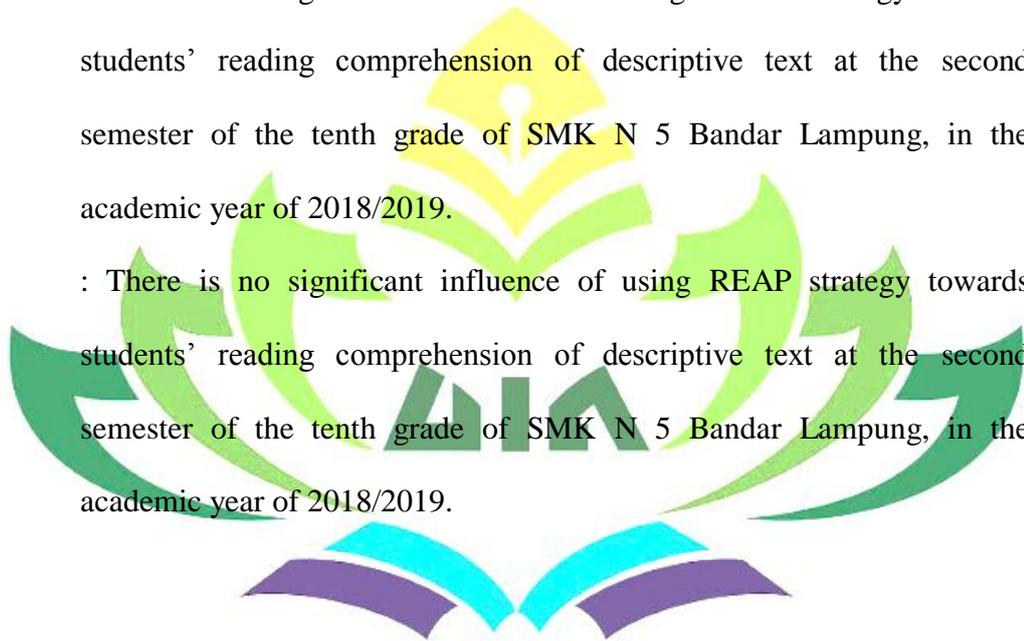 students’ reading comprehension of descriptive text at the second
semester of the tenth grade of SMK N 5 Bandar Lampung, in the
academic year of 2018/2019.
: There is no significant influence of using REAP strategy towards
students’ reading comprehension of descriptive text at the second
semester of the tenth grade of SMK N 5 Bandar Lampung, in the
academic year of 2018/2019.